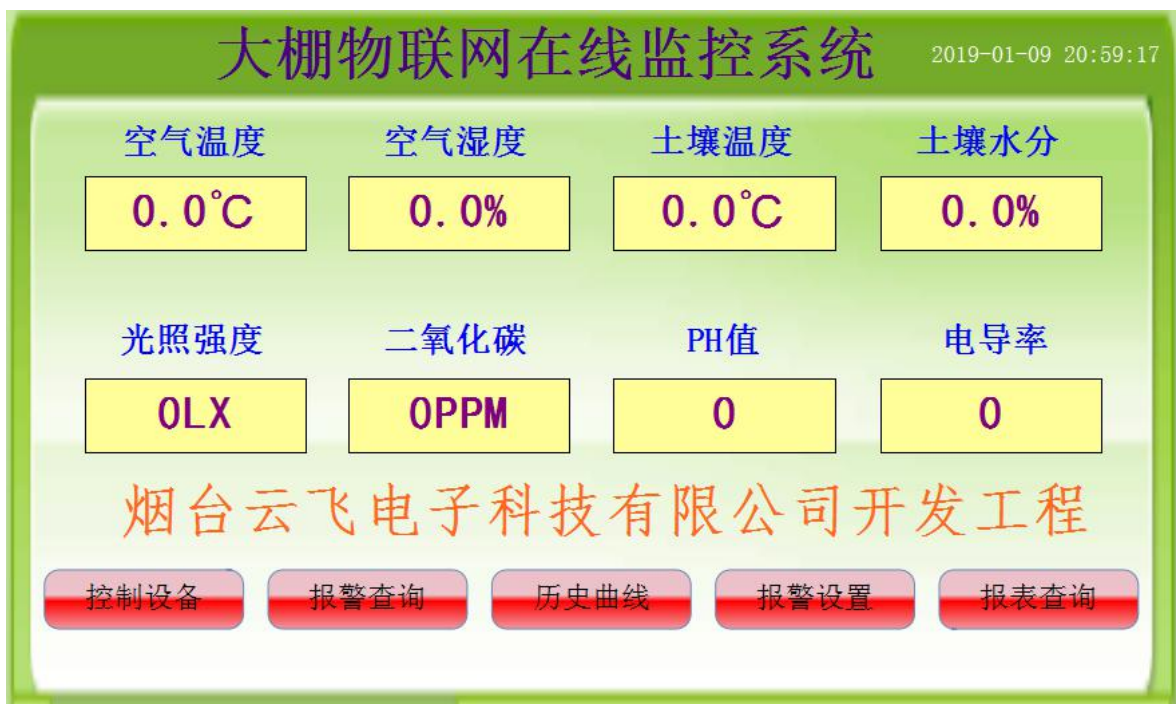 大棚物联网在线监控系统 2019-01-09 20:59:17
空气温度 空气湿度 土壤温度 土壤水分
0.0℃ 0.0% 0.0℃ 0.0%
光照强度 二氧化碳 PH值 电导率
0LX 0PPM 0 0
烟台云飞电子科技有限公司开发工程
控制设备 报警查询 历史曲线 报警设置 报表查询